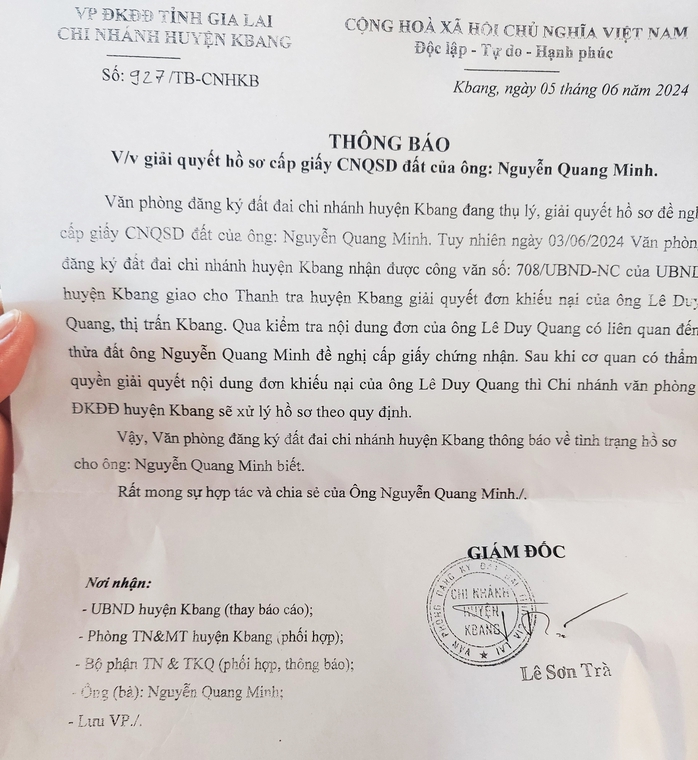 VP ĐKĐĐ TỈNH GIA LAI
CHI NHÁNH HUYỆN KBANG
Số: 927/TB-CNHKB
CỘNG HOÀ XÃ HỘI CHỦ NGHĨA VIỆT NAM
Độc lập - Tự do - Hạnh phúc
Kbang, ngày 05 tháng 06 năm 2024
THÔNG BÁO
V/v giải quyết hồ sơ cấp giấy CNQSD đất của ông: Nguyễn Quang Minh.
Văn phòng đăng ký đất đai chi nhánh huyện Kbang đang thụ lý, giải quyết hồ sơ đề ngh
cấp giấy CNQSD đất của ông: Nguyễn Quang Minh. Tuy nhiên ngày 03/06/2024 Văn phòn
đăng ký đất đai chi nhánh huyện Kbang nhận được công văn số: 708/UBND-NC của UBND
huyện Kbang giao cho Thanh tra huyện Kbang giải quyết đơn khiếu nại của ông Lê Duy
Quang, thị trấn Kbang. Qua kiểm tra nội dung đơn của ông Lê Duy Quang có liên quan đến
thửa đất ông Nguyễn Quang Minh đề nghị cấp giấy chứng nhận. Sau khi cơ quan có thẩm
quyền giải quyết nội dung đơn khiếu nại của ông Lê Duy Quang thì Chi nhánh văn phòng
ĐKĐĐ huyện Kbang sẽ xử lý hồ sơ theo quy định.
Vậy, Văn phòng đăng ký đất đai chi nhánh huyện Kbang thông báo về tình trạng hồ sơ
cho ông: Nguyễn Quang Minh biết.
Rất mong sự hợp tác và chia sẻ của Ông Nguyễn Quang Minh./.
Nơi nhận:
- UBND huyện Kbang (thay báo cáo);
- Phòng TN&MT huyện Kbang (phối hợp);
- Bộ phận TN & TKQ (phối hợp, thông báo);
- Ông (bà): Nguyễn Quang Minh;
- Lưu VP./.
GIÁM ĐỐC
VĂN PHÒNG ĐĂNG KÝ ĐẤT ĐAI TỈNH GIA LAI
CHI NHÁNH
HUYỆN
KBANG
Lê Sơn Trà